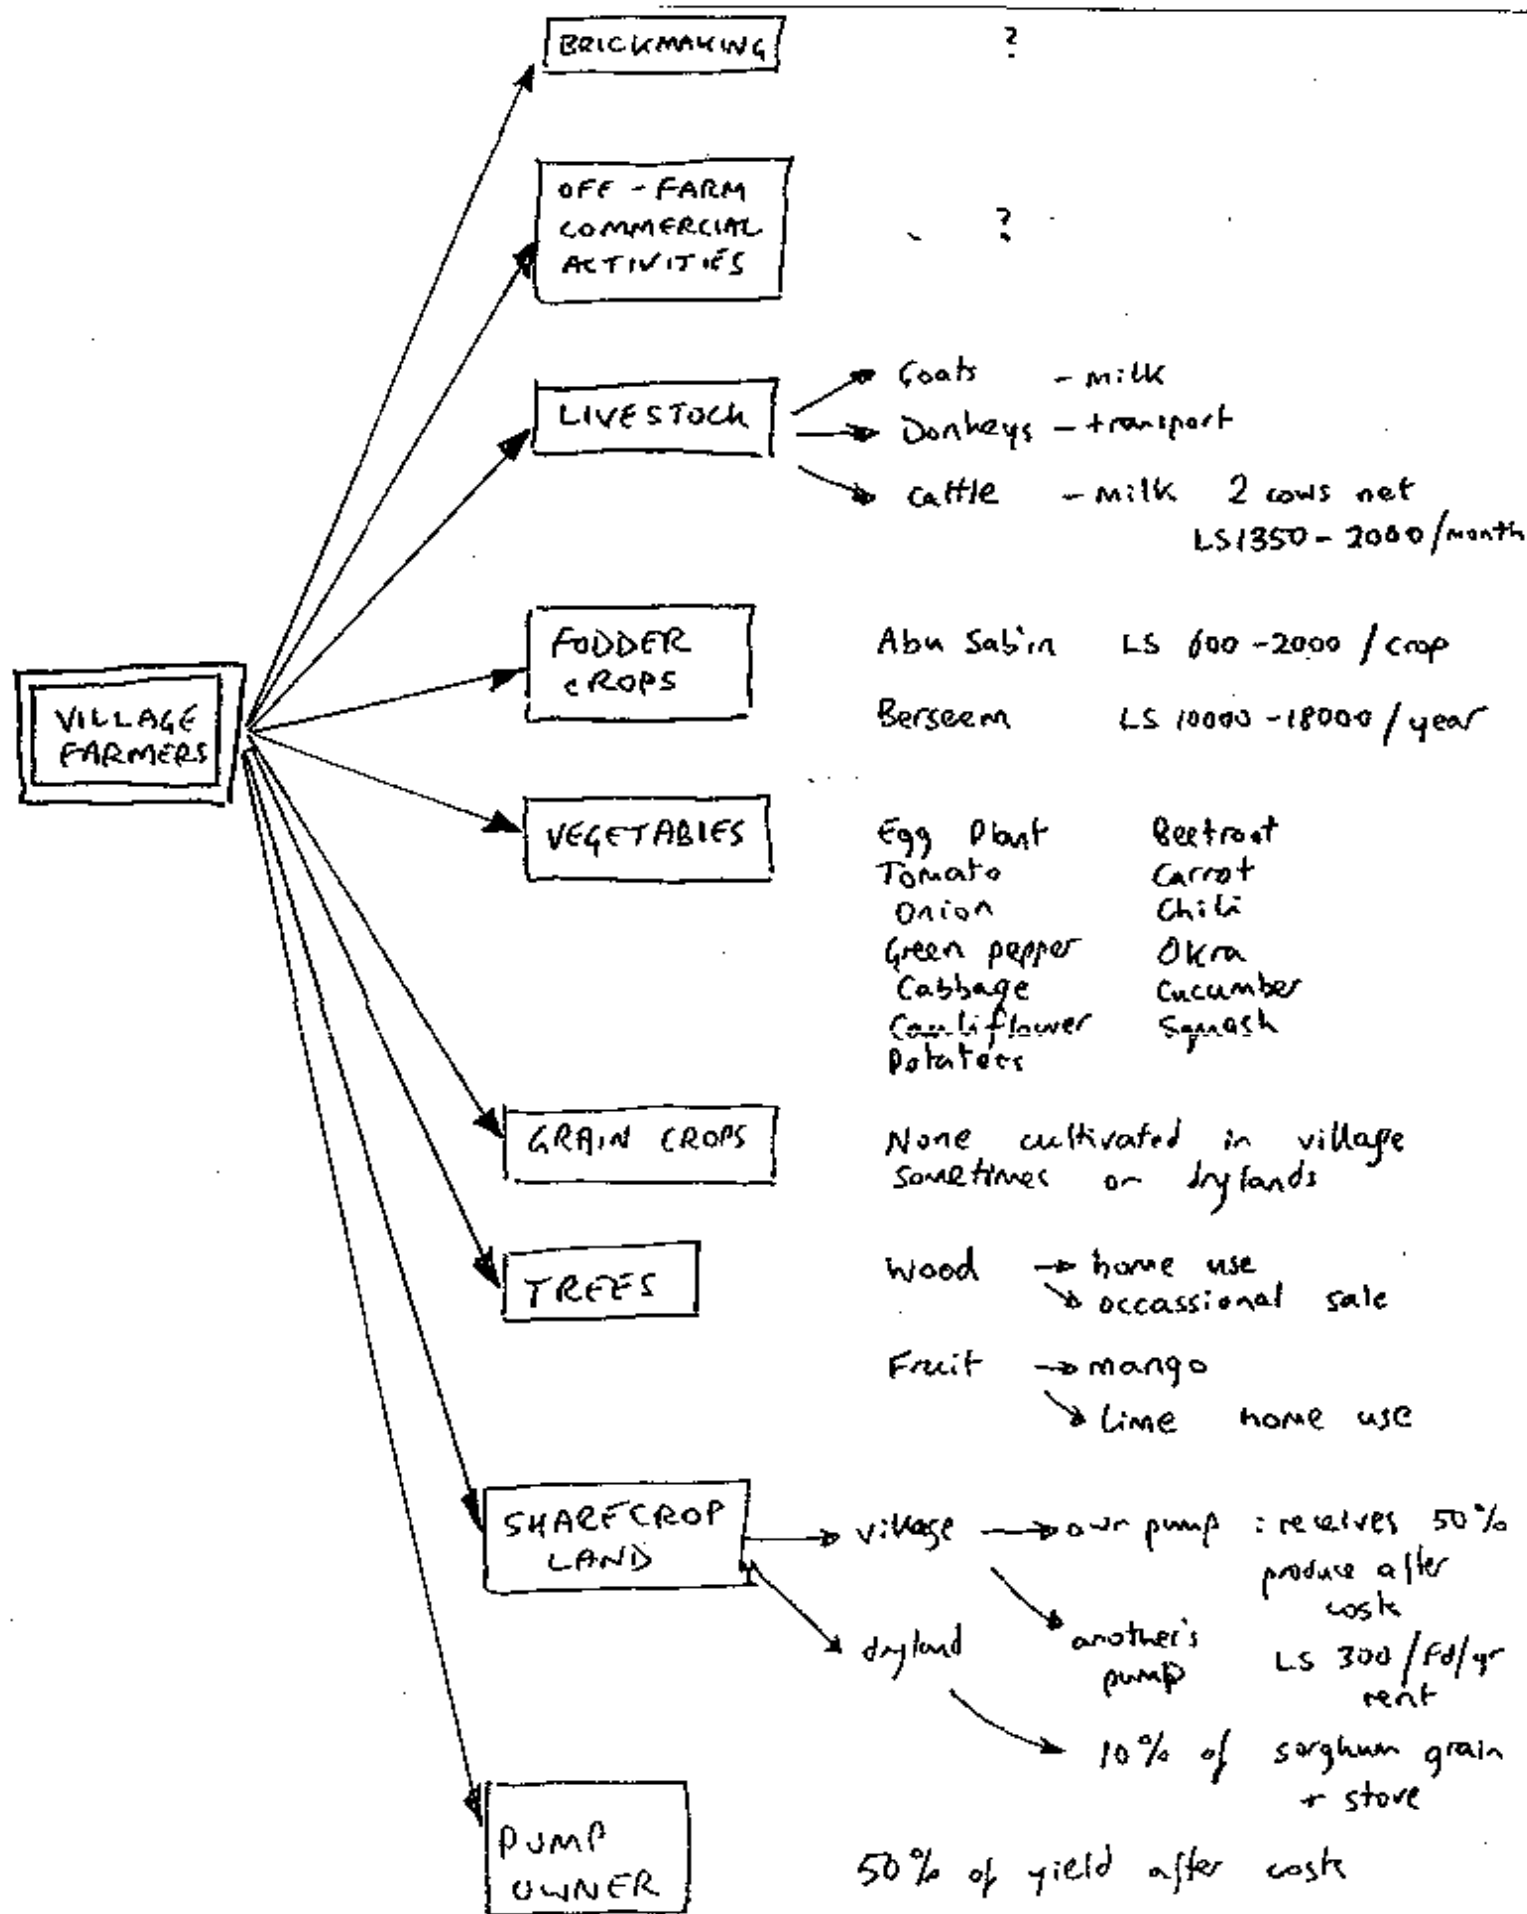 BRICKMAKING ?
OFF - FARM
COMMERCIAL
ACTIVITIES
?
LIVESTOCK
Goats - milk
Donkeys - transport
Cattle - milk 2 cows net
LS1350 - 2000/month
VILLAGE
FARMERS
FODDER
CROPS
Abu Sab'in LS 600 - 2000 / crop
Berseem LS 10000 - 18000 / year
VEGETABLES
Egg Plant Beetroot
Tomato Carrot
Onion Chili
Green pepper Okra
Cabbage Cucumber
Cauliflower Squash
Potatoes
GRAIN CROPS
None cultivated in village
sometimes on drylands
TREES
Wood → home use
occassional sale
Fruit → mango
Lime home use
SHARECROP
LAND
village → own pump : receives 50%
produce after
costs
another's
pump
LS 300/Fd/yr
rent
dryland
10% of sorghum grain
+ store
PUMP
OWNER
50% of yield after costs